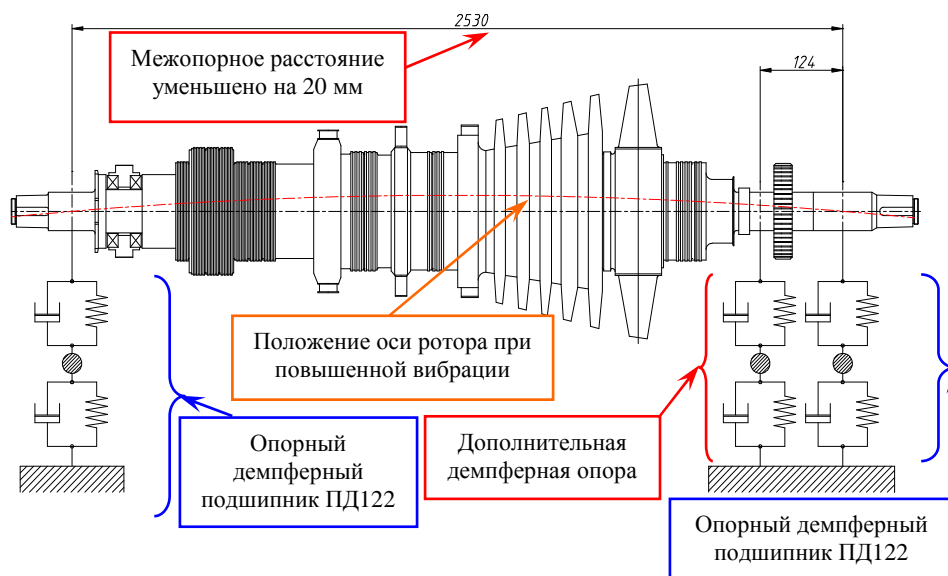 2530
Межопорное расстояние
уменьшено на 20 мм
124
Положение оси ротора при
повышенной вибрации
Опорный
демпферный
подшипник ПД122
Дополнительная
демпферная опора
Опорный демпферный
подшипник ПД122